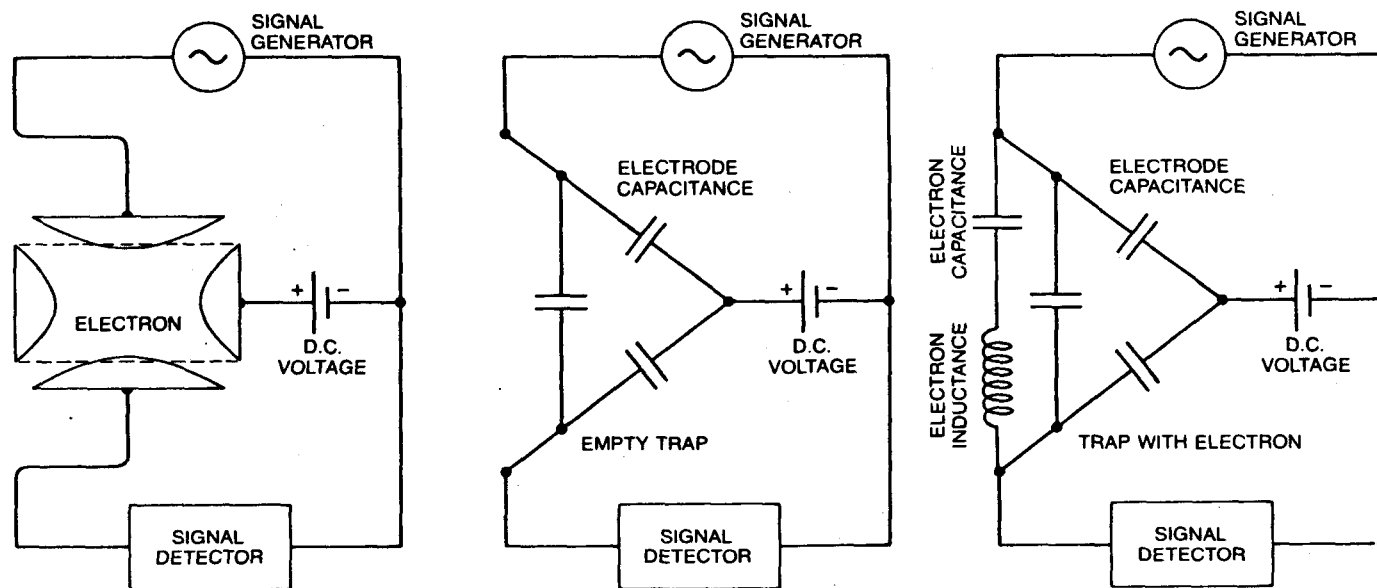 SIGNAL
GENERATOR
ELECTRON
+ −
D.C.
VOLTAGE
SIGNAL
DETECTOR
SIGNAL
GENERATOR
ELECTRODE
CAPACITANCE
+ −
D.C.
VOLTAGE
EMPTY TRAP
SIGNAL
DETECTOR
SIGNAL
GENERATOR
ELECTRON
CAPACITANCE
ELECTRODE
CAPACITANCE
ELECTRON
INDUCTANCE
+ −
D.C.
VOLTAGE
TRAP WITH ELECTRON
SIGNAL
DETECTOR